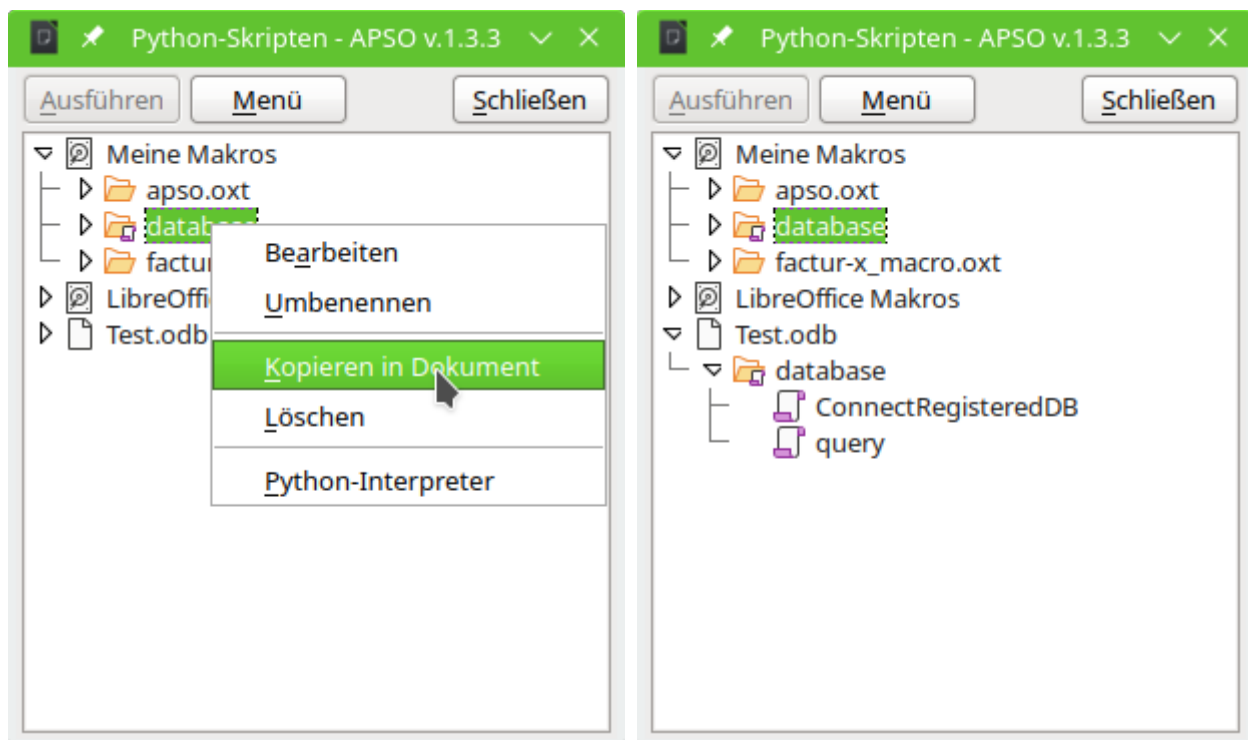 Python-Skripten - APSO v.1.3.3
Ausführen Menü Schließen
Meine Makros
apso.oxt
database
factur
LibreOffi
Test.odb
Bearbeiten
Umbenennen
Kopieren in Dokument
Löschen
Python-Interpreter
Python-Skripten - APSO v.1.3.3
Ausführen Menü Schließen
Meine Makros
apso.oxt
database
factur-x_macro.oxt
LibreOffice Makros
Test.odb
database
ConnectRegisteredDB
query